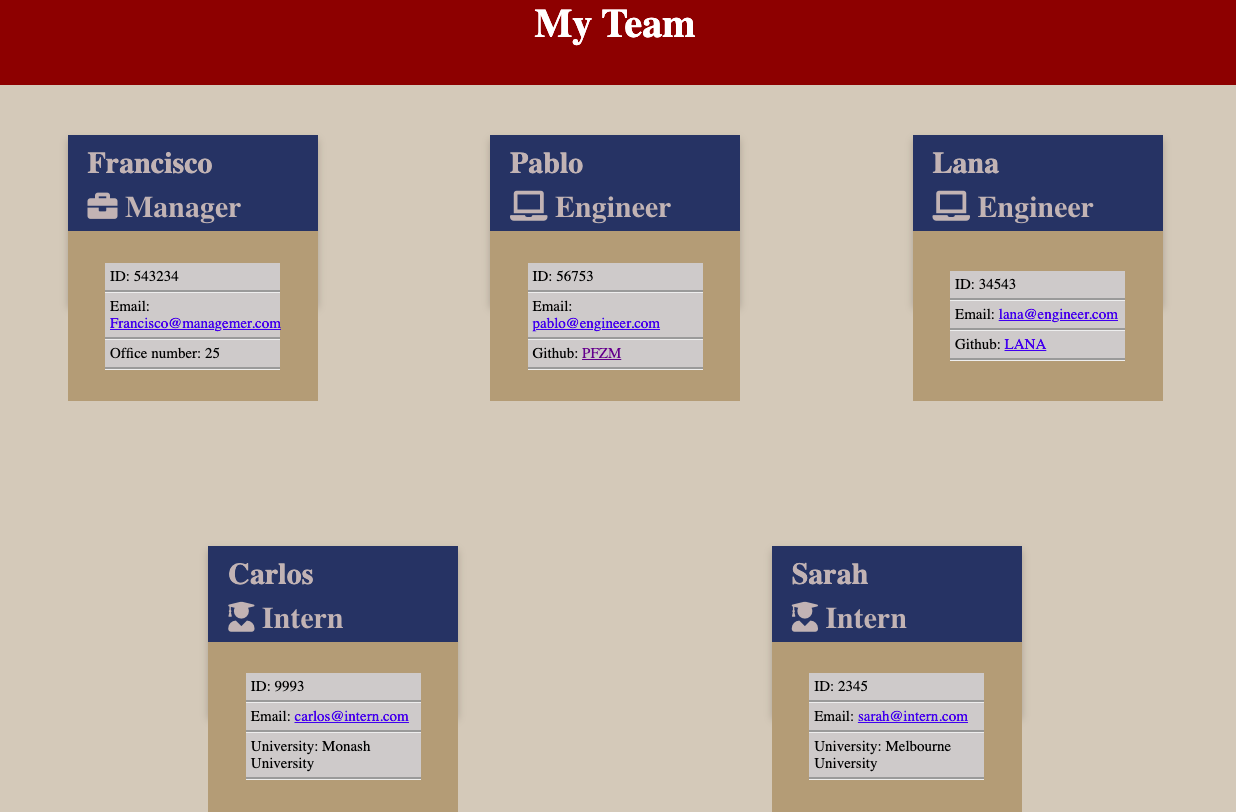 My Team
Francisco
Manager
ID: 543234
Email:
Francisco@managemer.com
Office number: 25
Pablo
Engineer
ID: 56753
Email:
pablo@engineer.com
Github: PFZM
Lana
Engineer
ID: 34543
Email: lana@engineer.com
Github: LANA
Carlos
Intern
ID: 9993
Email: carlos@intern.com
University: Monash
University
Sarah
Intern
ID: 2345
Email: sarah@intern.com
University: Melbourne
University